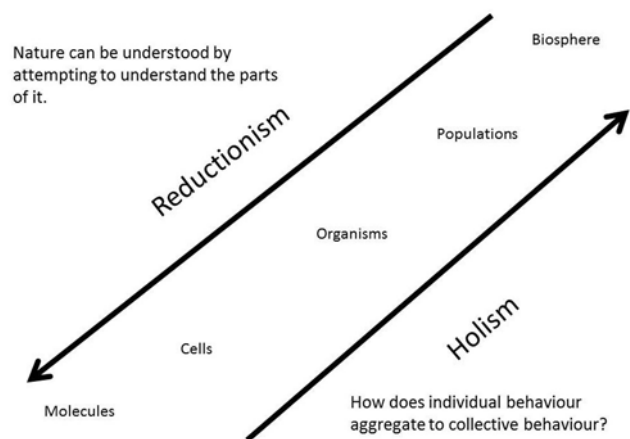 Nature can be understood by
attempting to understand the parts
of it.
Biosphere
Reductionism
Populations
Organisms
Cells
Holism
Molecules
How does individual behaviour
aggregate to collective behaviour?